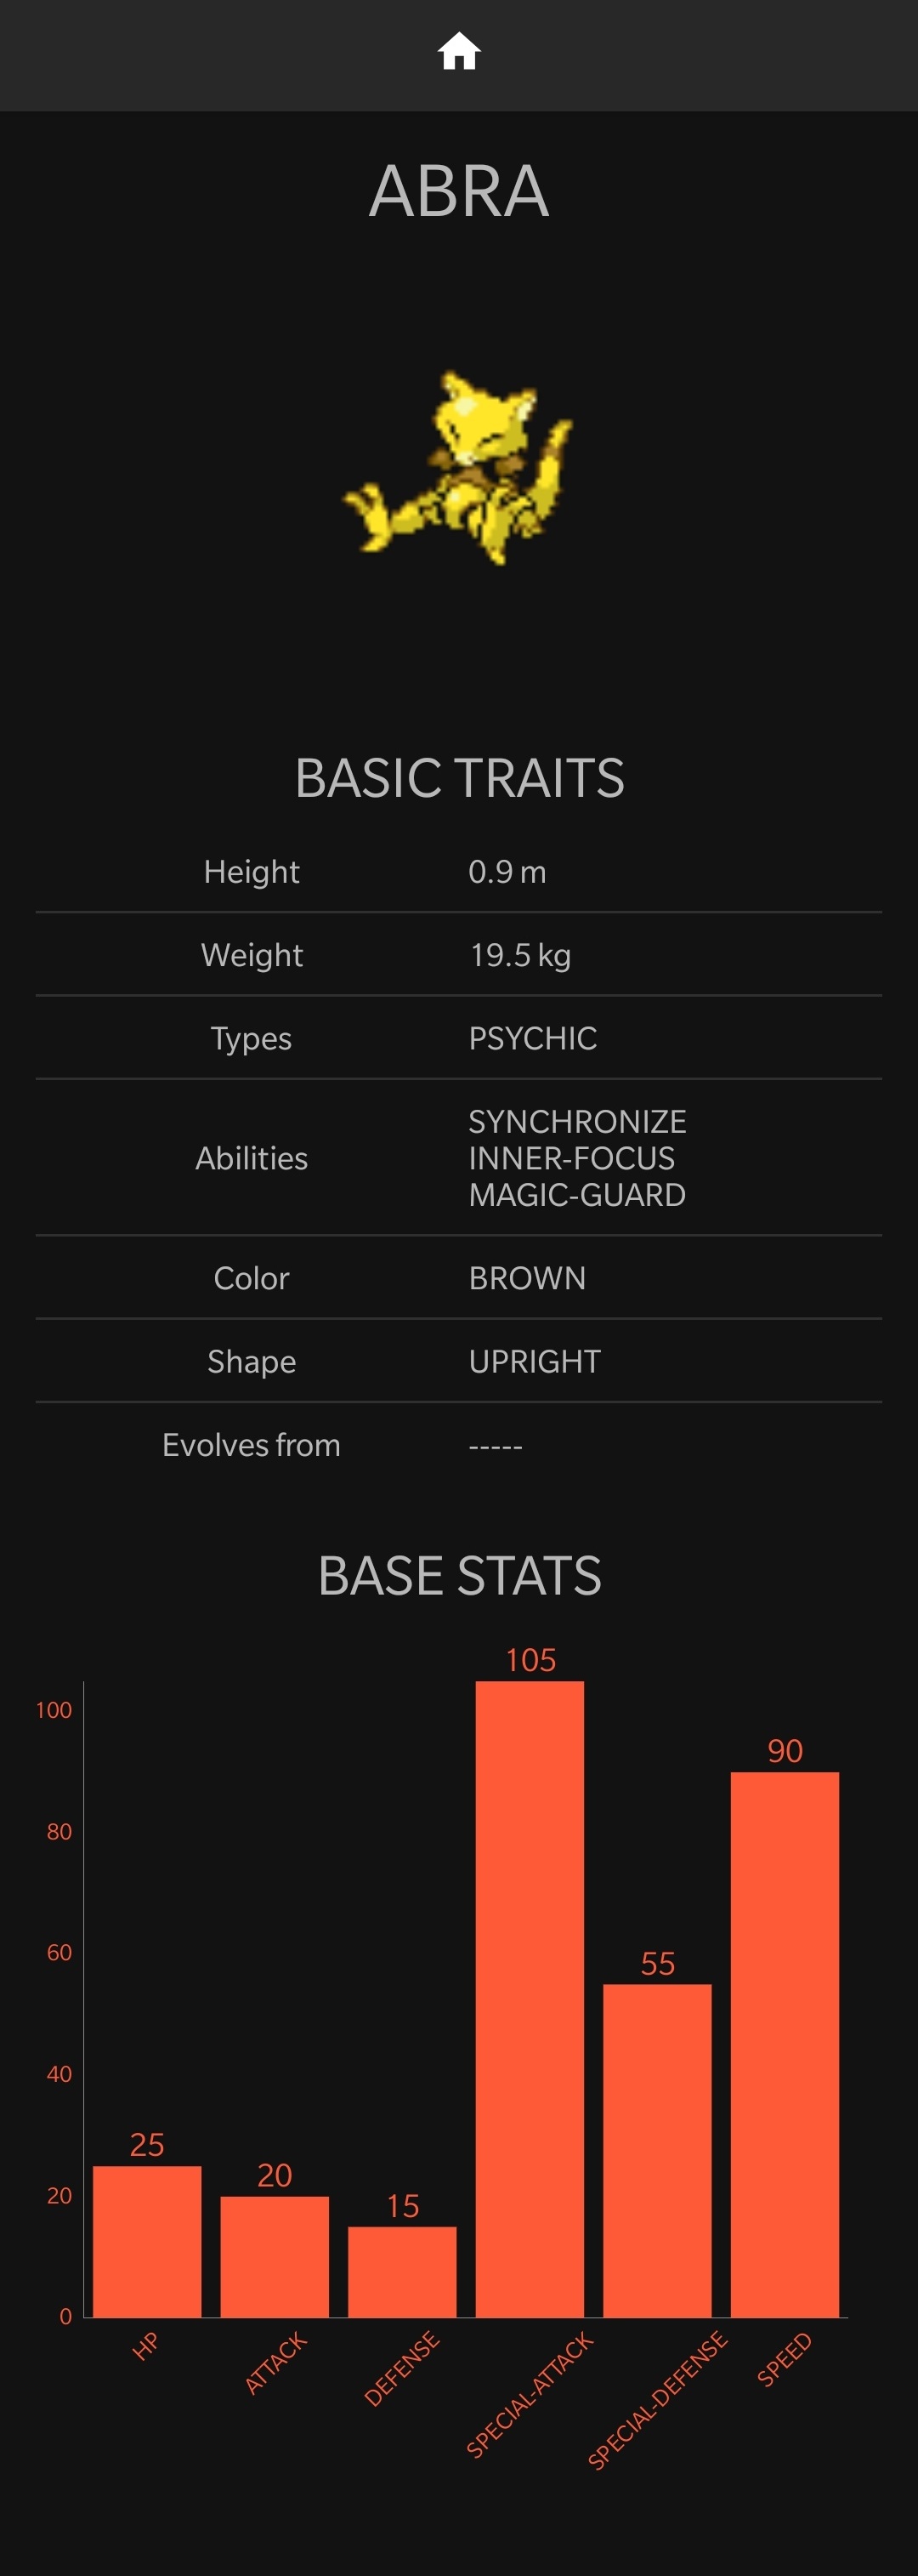 ABRA
BASIC TRAITS
Height 0.9 m
Weight 19.5 kg
Types PSYCHIC
Abilities SYNCHRONIZE
INNER-FOCUS
MAGIC-GUARD
Color BROWN
Shape UPRIGHT
Evolves from -----
BASE STATS
105
100
90
80
60
55
40
25
20
20
15
0
HP ATTACK DEFENSE SPECIAL-ATTACK SPECIAL-DEFENSE SPEED